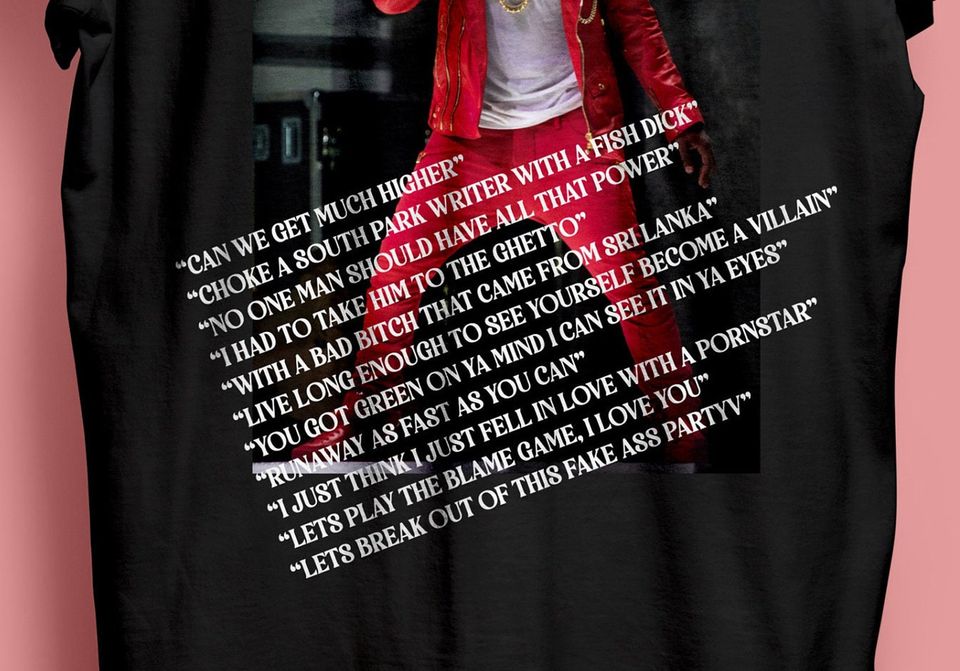 “CAN WE GET MUCH HIGHER”
“CHOKE A SOUTH PARK WRITER WITH A FISH DICK”
“NO ONE MAN SHOULD HAVE ALL THAT POWER”
“I HAD TO TAKE HIM TO THE GHETTO”
“WITH A BAD BITCH THAT CAME FROM SRI LANKA”
“LIVE LONG ENOUGH TO SEE YOURSELF BECOME A VILLAIN”
“YOU GOT GREEN ON YA MIND I CAN SEE IT IN YA EYES”
“RUNAWAY AS FAST AS YOU CAN”
“I JUST THINK I JUST FELL IN LOVE WITH A PORNSTAR”
“LETS PLAY THE BLAME GAME, I LOVE YOU”
“LETS BREAK OUT OF THIS FAKE ASS PARTYV”